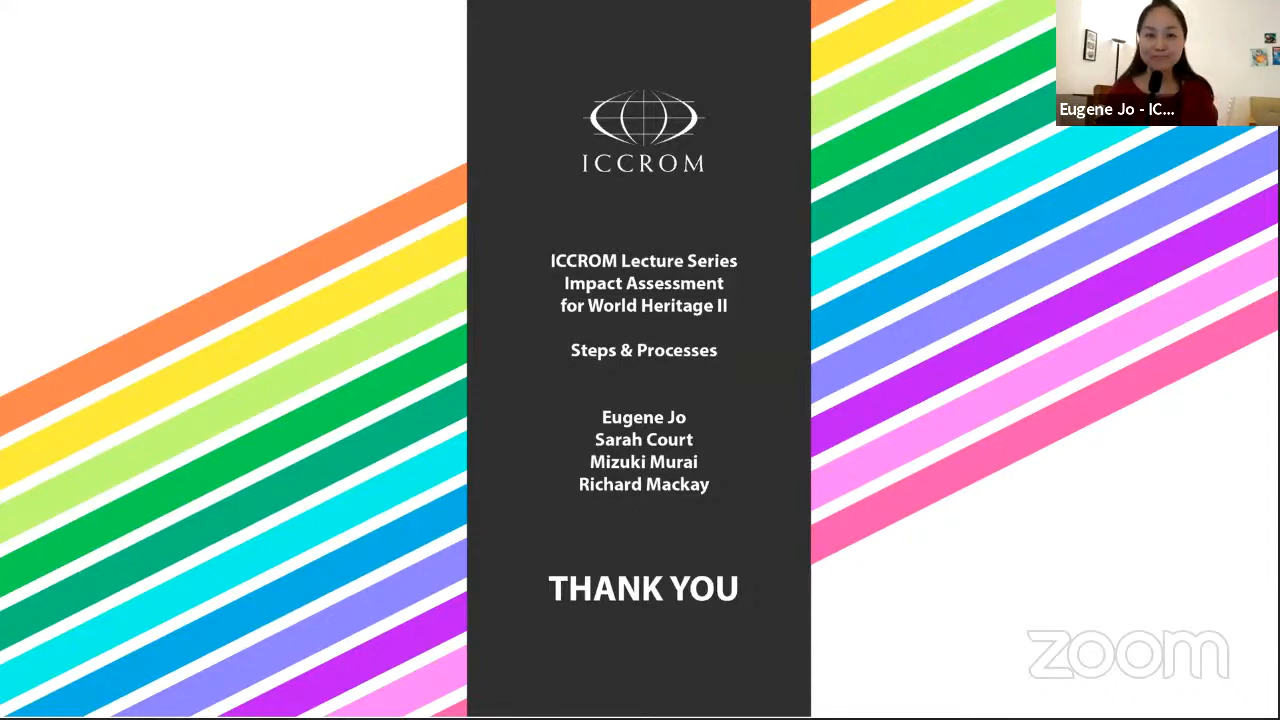 Eugene Jo - IC...
ICCROM
ICCROM Lecture Series
Impact Assessment
for World Heritage II
Steps & Processes
Eugene Jo
Sarah Court
Mizuki Murai
Richard Mackay
THANK YOU
zoom